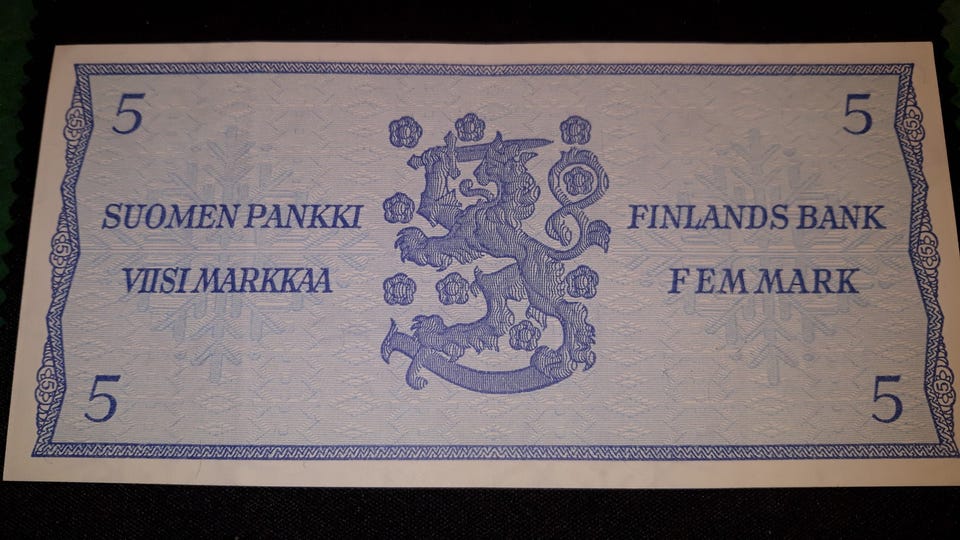 5 5
SUOMEN PANKKI FINLANDS BANK
VIISI MARKKAA FEM MARK
5 5